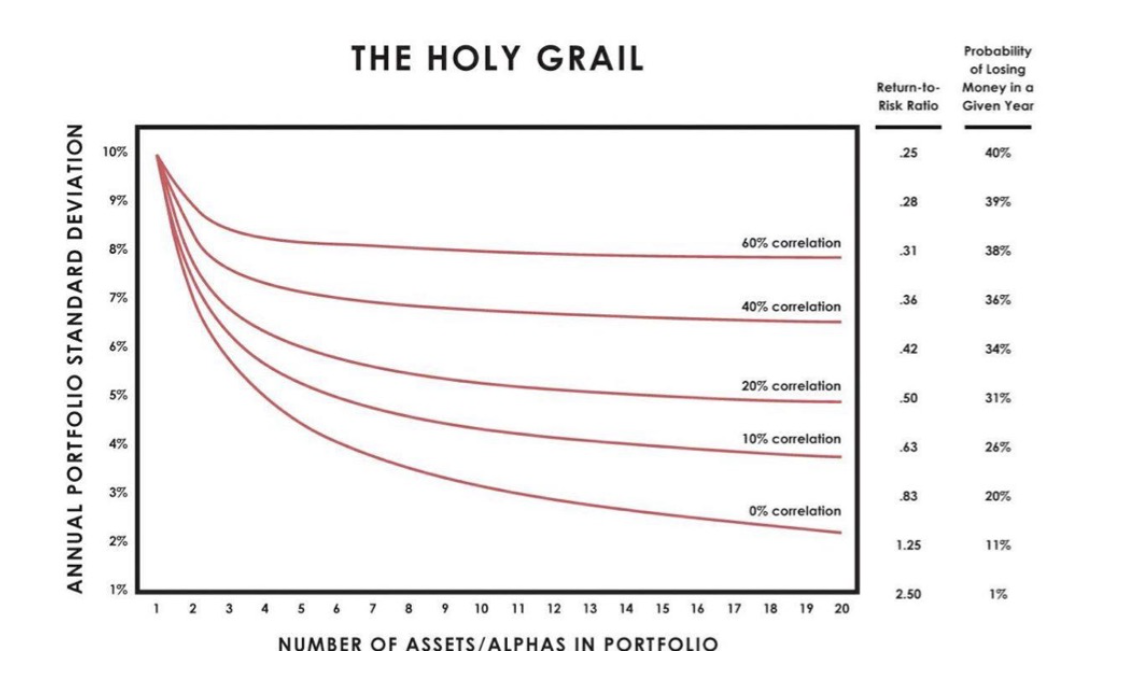 THE HOLY GRAIL
Probability
of Losing
Return-to- Money in a
Risk Ratio Given Year
ANNUAL PORTFOLIO STANDARD DEVIATION
10% .25 40%
9% .28 39%
60% correlation
8% .31 38%
7% .36 36%
40% correlation
6% .42 34%
20% correlation
5% .50 31%
10% correlation
4% .63 26%
3% .83 20%
0% correlation
2% 1.25 11%
1% 2.50 1%
1 2 3 4 5 6 7 8 9 10 11 12 13 14 15 16 17 18 19 20
NUMBER OF ASSETS/ALPHAS IN PORTFOLIO